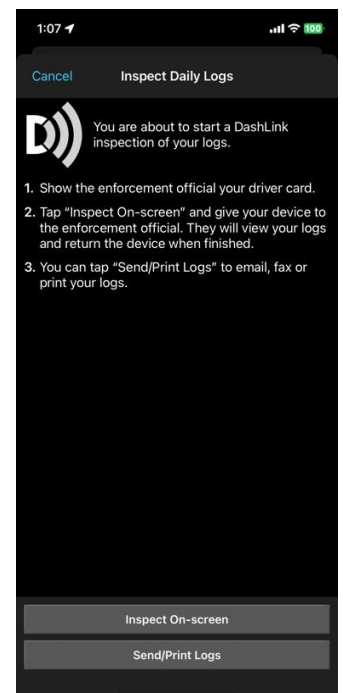 1:07
100
Cancel
Inspect Daily Logs
D
You are about to start a DashLink
inspection of your logs.
1. Show the enforcement official your driver card.
2. Tap “Inspect On-screen” and give your device to
the enforcement official. They will view your logs
and return the device when finished.
3. You can tap “Send/Print Logs” to email, fax or
print your logs.
Inspect On-screen
Send/Print Logs